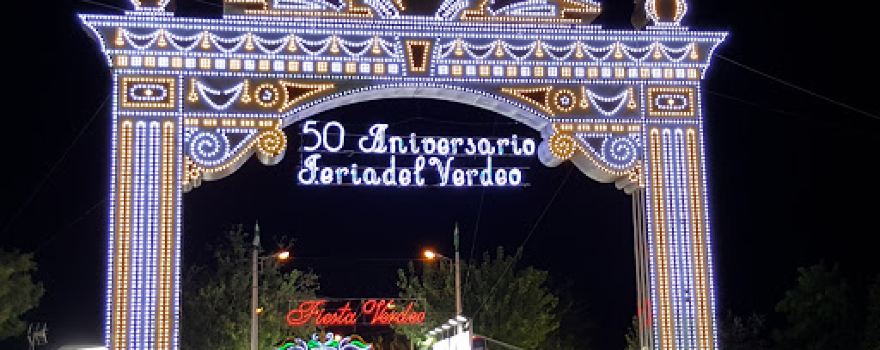 50 Aniversario
Feria del Verdeo
Fiesta Verdeo